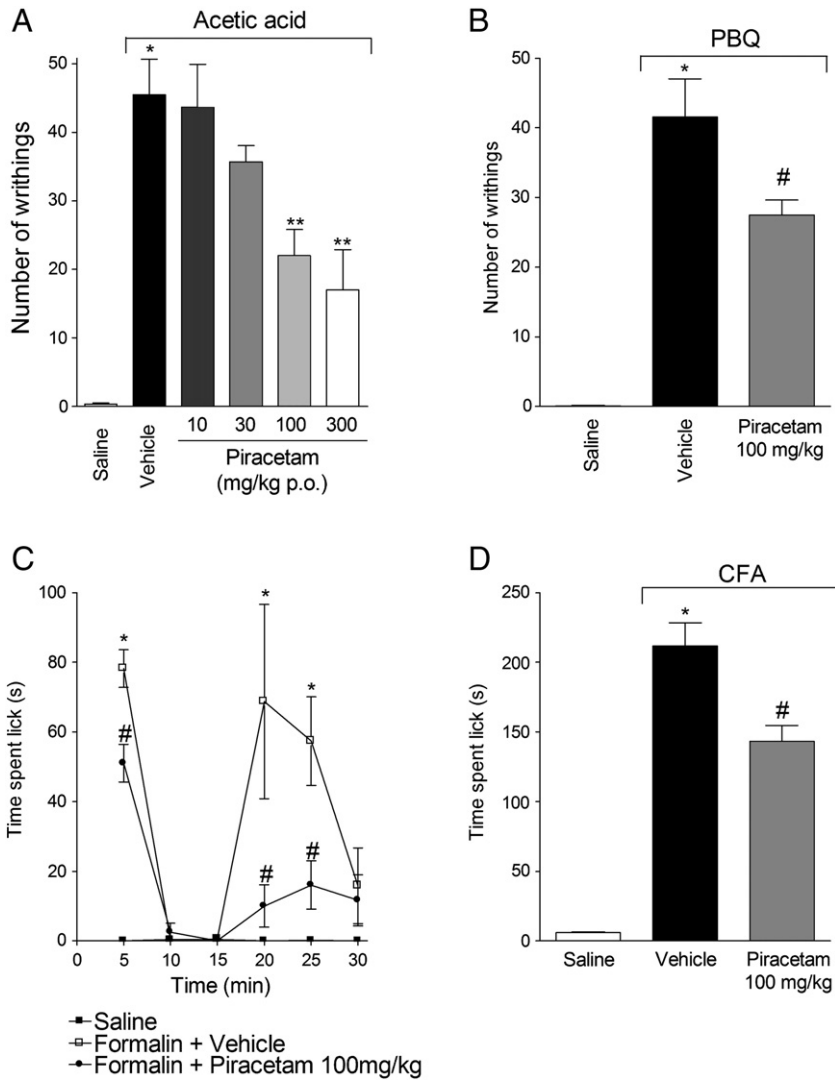 A
Acetic acid
Number of writhings
50
40
30
20
10
0
*
**
**
Saline
Vehicle
10 30 100 300
Piracetam
(mg/kg p.o.)
B
PBQ
Number of writhings
50
40
30
20
10
0
*
#
Saline
Vehicle
Piracetam
100 mg/kg
C
Time spent lick (s)
100
80
60
40
20
0
*
#
*
*
#
#
0 5 10 15 20 25 30
Time (min)
Saline
Formalin + Vehicle
Formalin + Piracetam 100mg/kg
D
CFA
Time spent lick (s)
250
200
150
100
50
0
*
#
Saline Vehicle Piracetam
100 mg/kg